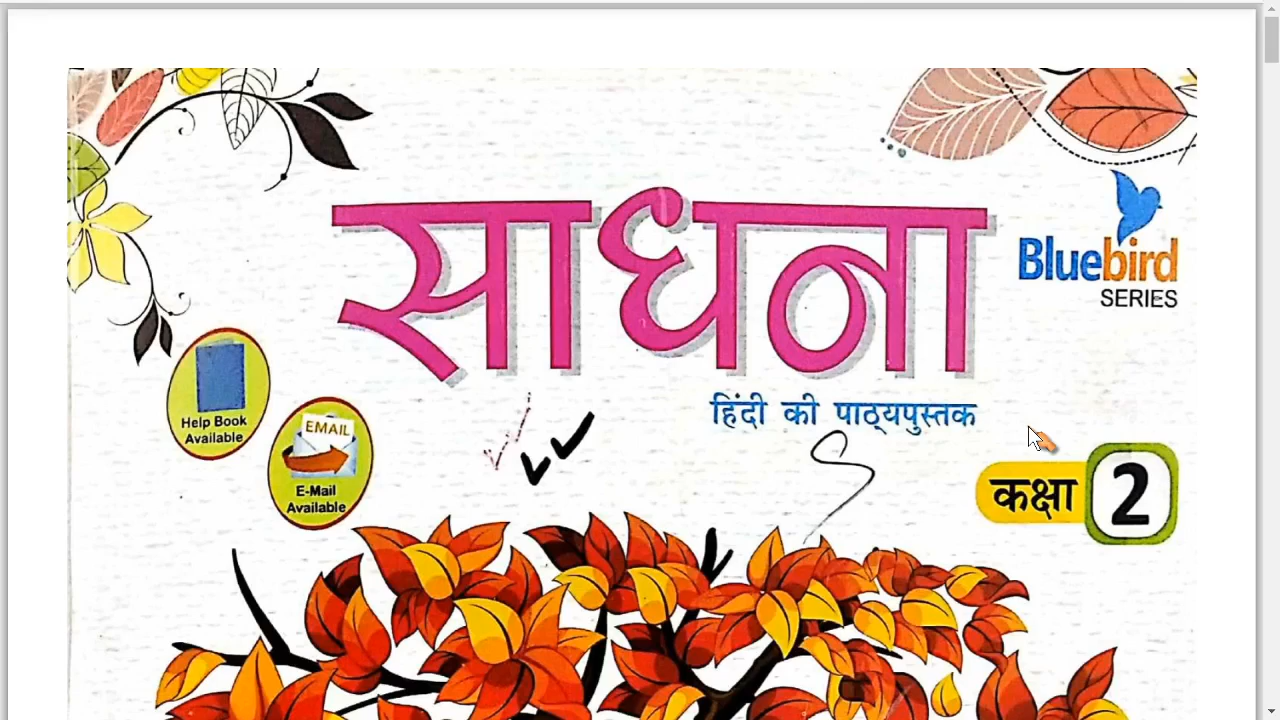 साधना
Bluebird
SERIES
हिंदी की पाठ्यपुस्तक
Help Book
Available
EMAIL
E-Mail
Available
कक्षा 2